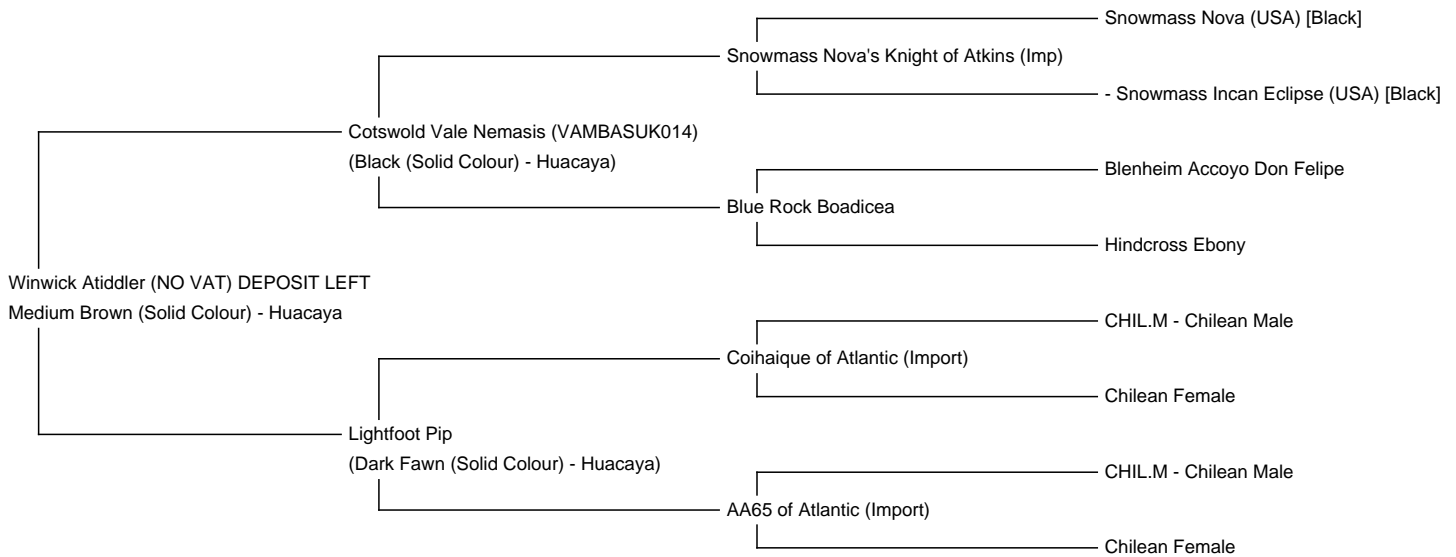 Snowmass Nova (USA) [Black]
Snowmass Nova's Knight of Atkins (Imp)
- Snowmass Incan Eclipse (USA) [Black]
Cotswold Vale Nemasis (VAMBASUK014)
(Black (Solid Colour) - Huacaya)
Blenheim Accoyo Don Felipe
Blue Rock Boadicea
Hindcross Ebony
Winwick Atiddler (NO VAT) DEPOSIT LEFT
Medium Brown (Solid Colour) - Huacaya
CHIL.M - Chilean Male
Coihaique of Atlantic (Import)
Chilean Female
Lightfoot Pip
(Dark Fawn (Solid Colour) - Huacaya)
CHIL.M - Chilean Male
AA65 of Atlantic (Import)
Chilean Female